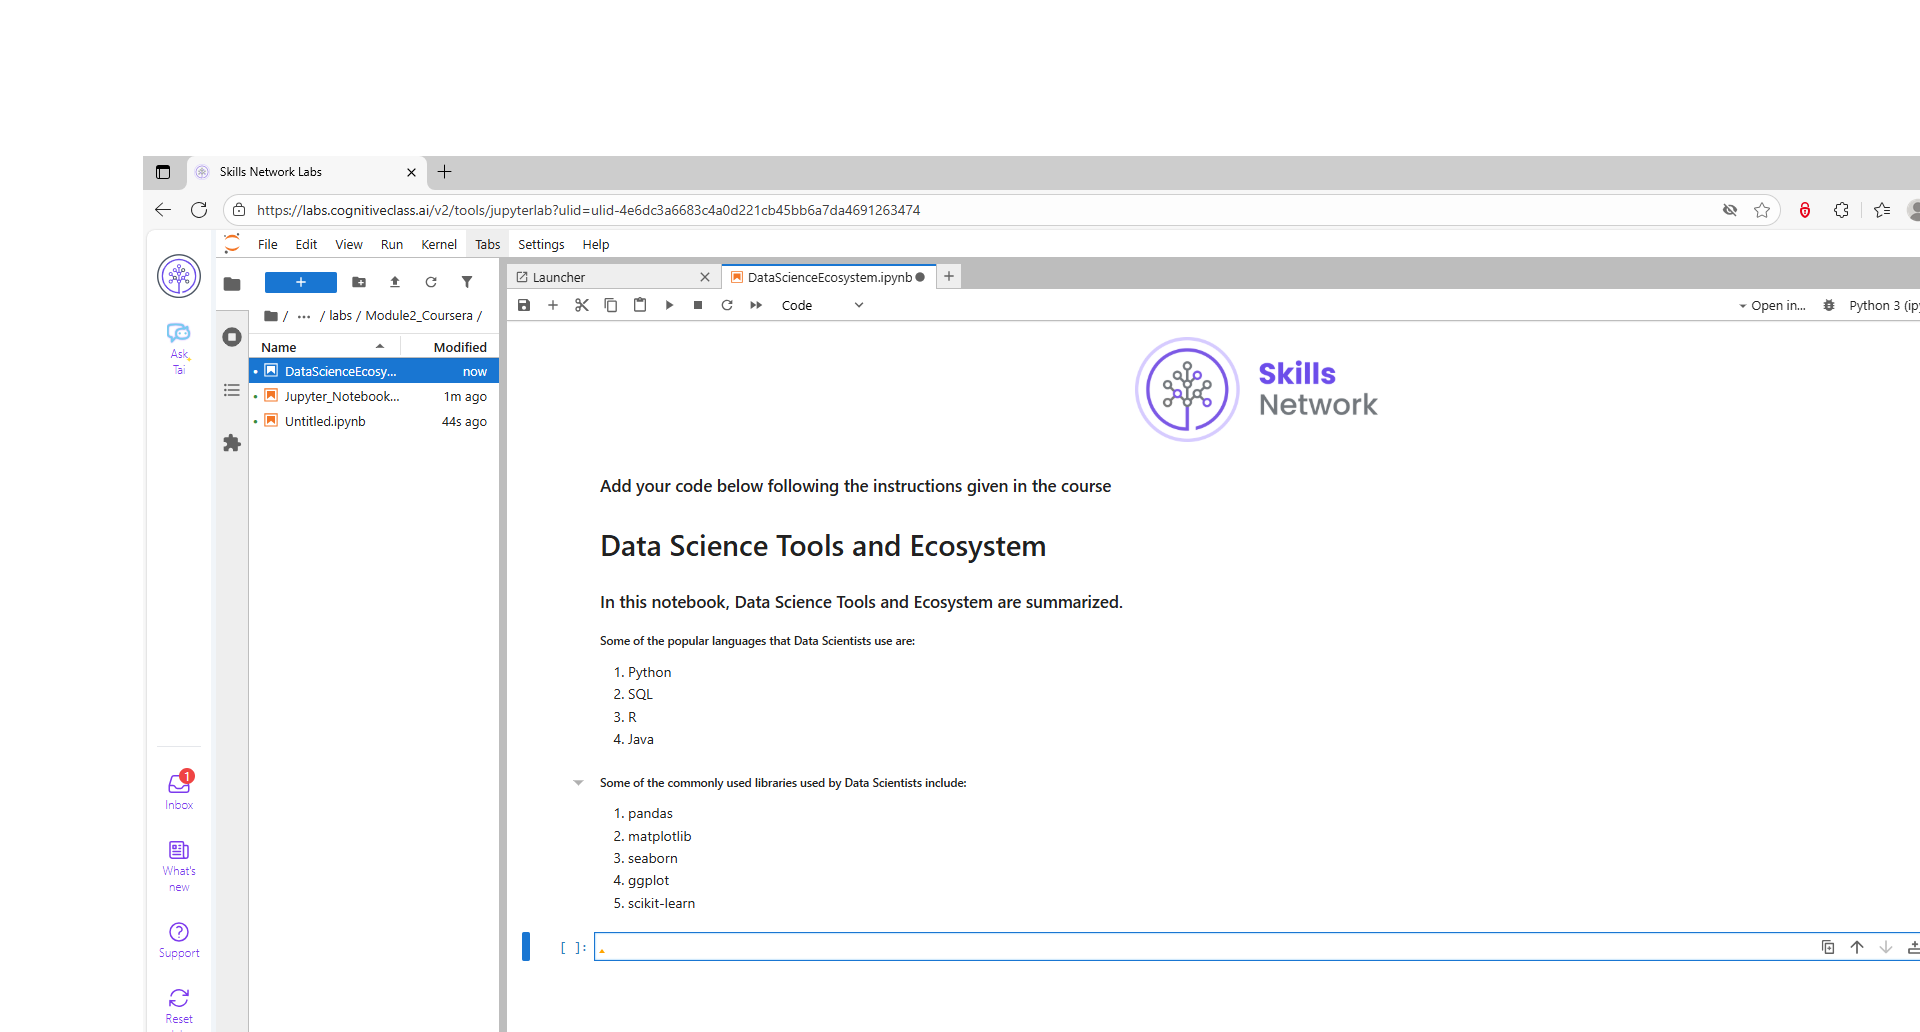 Skills Network Labs
https://labs.cognitiveclass.ai/v2/tools/jupyterlab?ulid=ulid-4e6dc3a6683c4a0d221cb45bb6a7da4691263474
File Edit View Run Kernel Tabs Settings Help
Ask
Tai
/ ... / labs / Module2_Coursera /
Name Modified
DataScienceEcosy... now
Jupyter_Notebook... 1m ago
Untitled.ipynb 44s ago
1
Inbox
What's
new
Support
Reset
Launcher DataScienceEcosystem.ipynb
Code Open in... Python 3 (ipy
Skills
Network
Add your code below following the instructions given in the course
Data Science Tools and Ecosystem
In this notebook, Data Science Tools and Ecosystem are summarized.
Some of the popular languages that Data Scientists use are:
1. Python
2. SQL
3. R
4. Java
Some of the commonly used libraries used by Data Scientists include:
1. pandas
2. matplotlib
3. seaborn
4. ggplot
5. scikit-learn
[ ]: